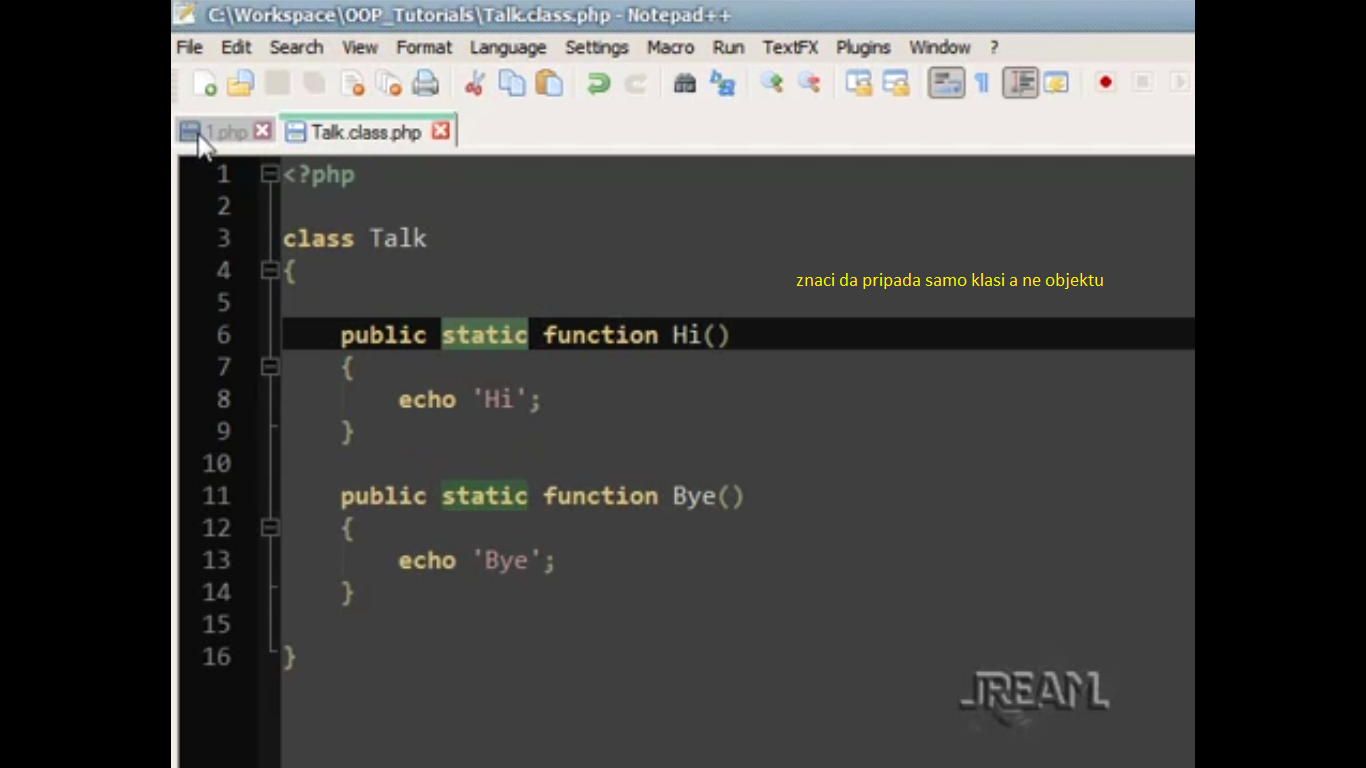 C:\Workspace\OOP_Tutorials\Talk.class.php - Notepad++
File Edit Search View Format Language Settings Macro Run TextFX Plugins Window ?
1.php Talk.class.php
1 <?php
2
3 class Talk
4 {
5
znaci da pripada samo klasi a ne objektu
6 public static function Hi()
7 {
8 echo 'Hi';
9 }
10
11 public static function Bye()
12 {
13 echo 'Bye';
14 }
15
16 }